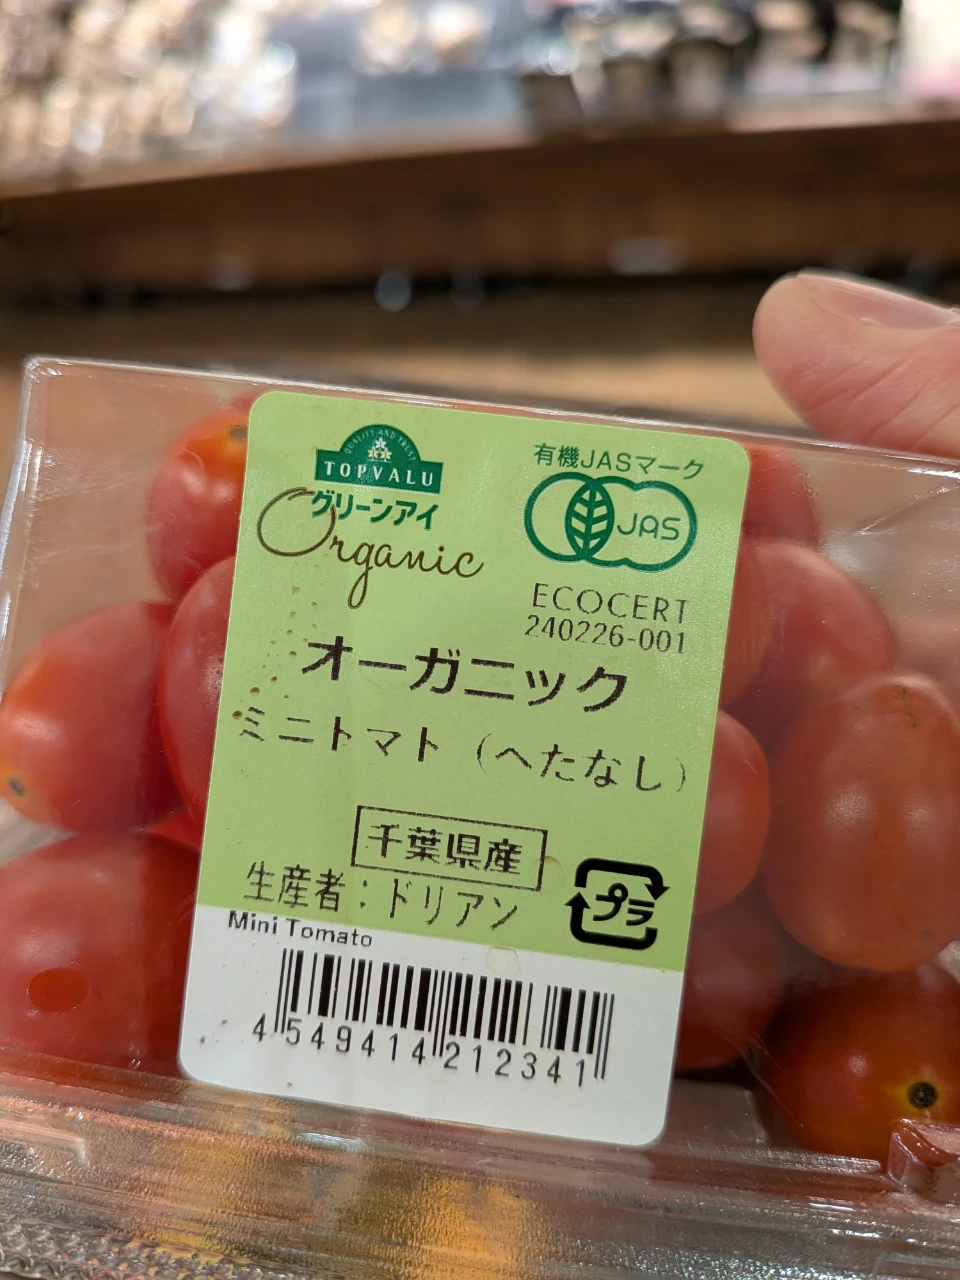 QUALITY AND TRUST
TOPVALU
グリーンアイ
Organic
有機JASマーク
JAS
ECOCERT
240226-001
オーガニック
ミニトマト（へたなし）
千葉県産
生産者：ドリアン
プラ
Mini Tomato
4549414212341